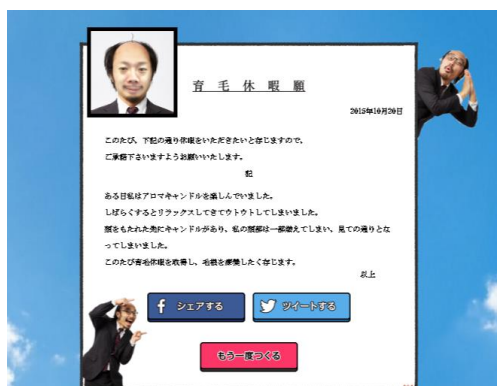 育毛休暇願
2015年10月20日
このたび、下記の通り休暇をいただきたいと存じますので、
ご承諾下さいますようお願いいたします。
記
ある日私はアロマキャンドルを楽しんでいました。
しばらくするとリラックスしてきてウトウトしてしまいました。
頭をもたれた先にキャンドルがあり、私の頭部は一部燃えてしまい、見ての通りとな
ってしまいました。
このたび育毛休暇を取得し、毛根を療養したく存じます。
以上
シェアする
ツイートする
もう一度つくる